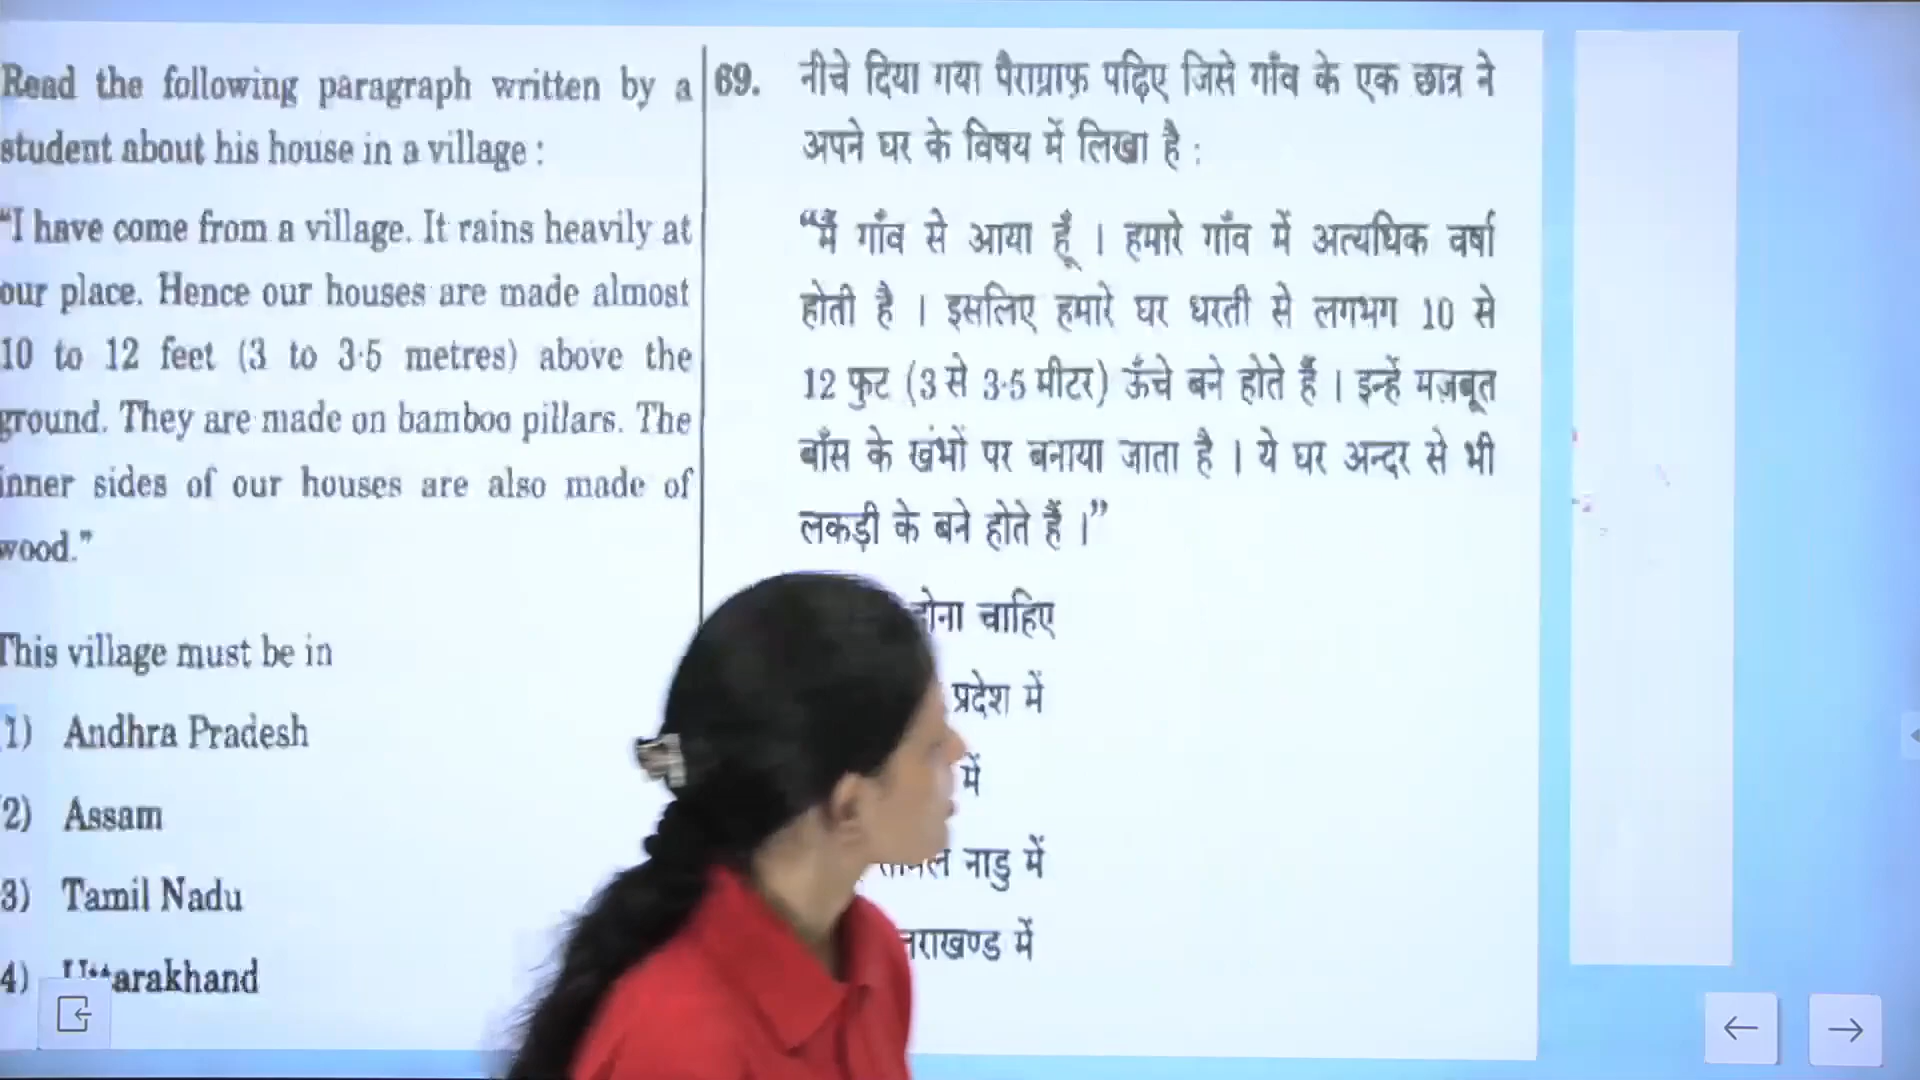 Read the following paragraph written by a
student about his house in a village :
“I have come from a village. It rains heavily at
our place. Hence our houses are made almost
10 to 12 feet (3 to 3·5 metres) above the
ground. They are made on bamboo pillars. The
inner sides of our houses are also made of
wood.”
This village must be in
1) Andhra Pradesh
2) Assam
3) Tamil Nadu
4) Uttarakhand
69. नीचे दिया गया पैराग्राफ़ पढ़िए जिसे गाँव के एक छात्र ने
अपने घर के विषय में लिखा है :
“मैं गाँव से आया हूँ । हमारे गाँव में अत्यधिक वर्षा
होती है । इसलिए हमारे घर धरती से लगभग 10 से
12 फुट (3 से 3·5 मीटर) ऊँचे बने होते हैं । इन्हें मज़बूत
बाँस के खंभों पर बनाया जाता है । ये घर अन्दर से भी
लकड़ी के बने होते हैं ।”
चाहिए
प्रदेश में
में
नाडु में
में